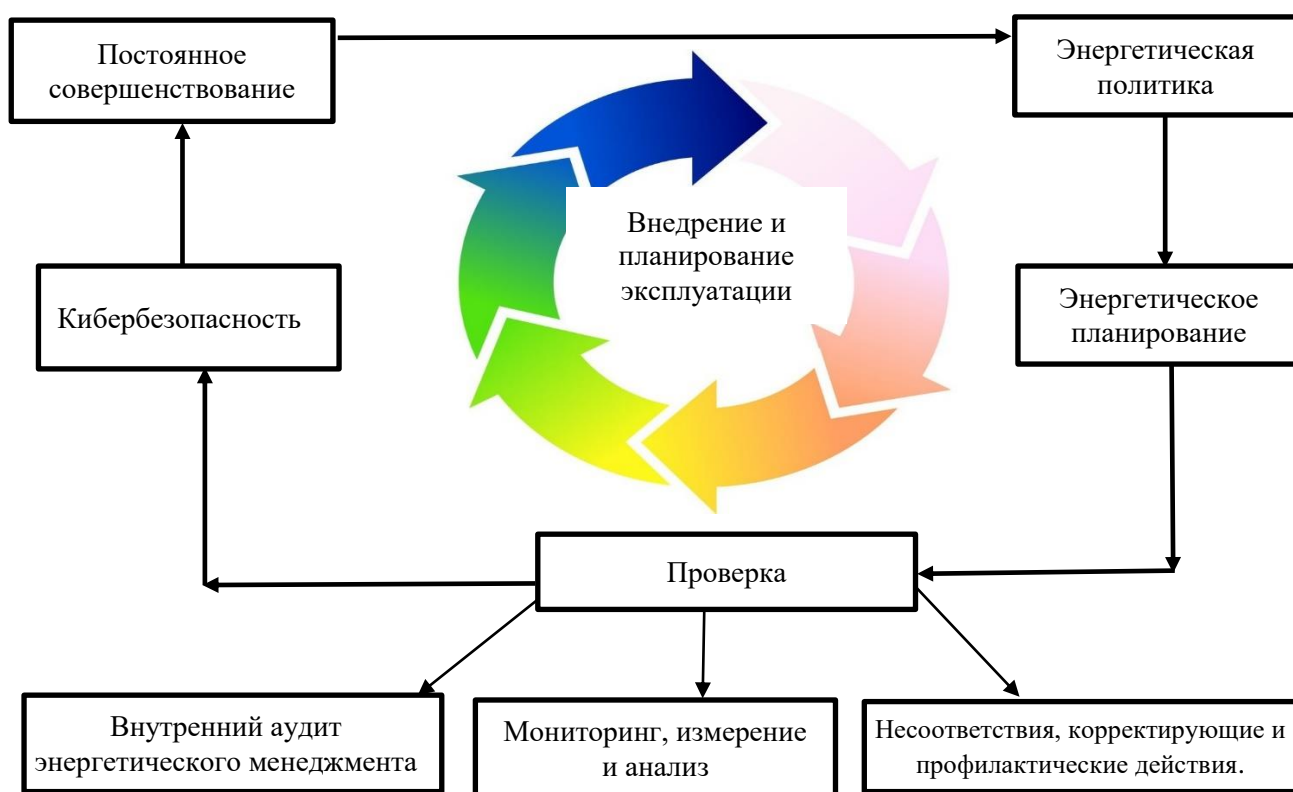 Постоянное
совершенствование
Энергетическая
политика
Внедрение и
планирование
эксплуатации
Кибербезопасность
Энергетическое
планирование
Проверка
Внутренний аудит
энергетического менеджмента
Мониторинг, измерение
и анализ
Несоответствия, корректирующие и
профилактические действия.